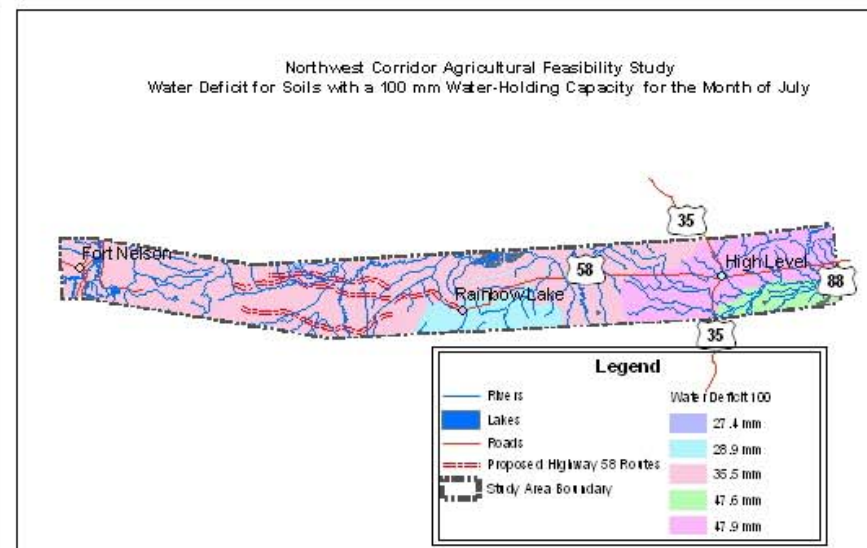 Northwest Corridor Agricultural Feasibility Study
Water Deficit for Soils with a 100 mm Water-Holding Capacity for the Month of July
35
Fort Nelson
58
High Level
88
Rainbow Lake
35
Legend
Rivers
Lakes
Roads
Proposed Highway 58 Routes
Study Area Boundary
Water Deficit 100
27.4 mm
28.9 mm
35.5 mm
47.6 mm
47.9 mm